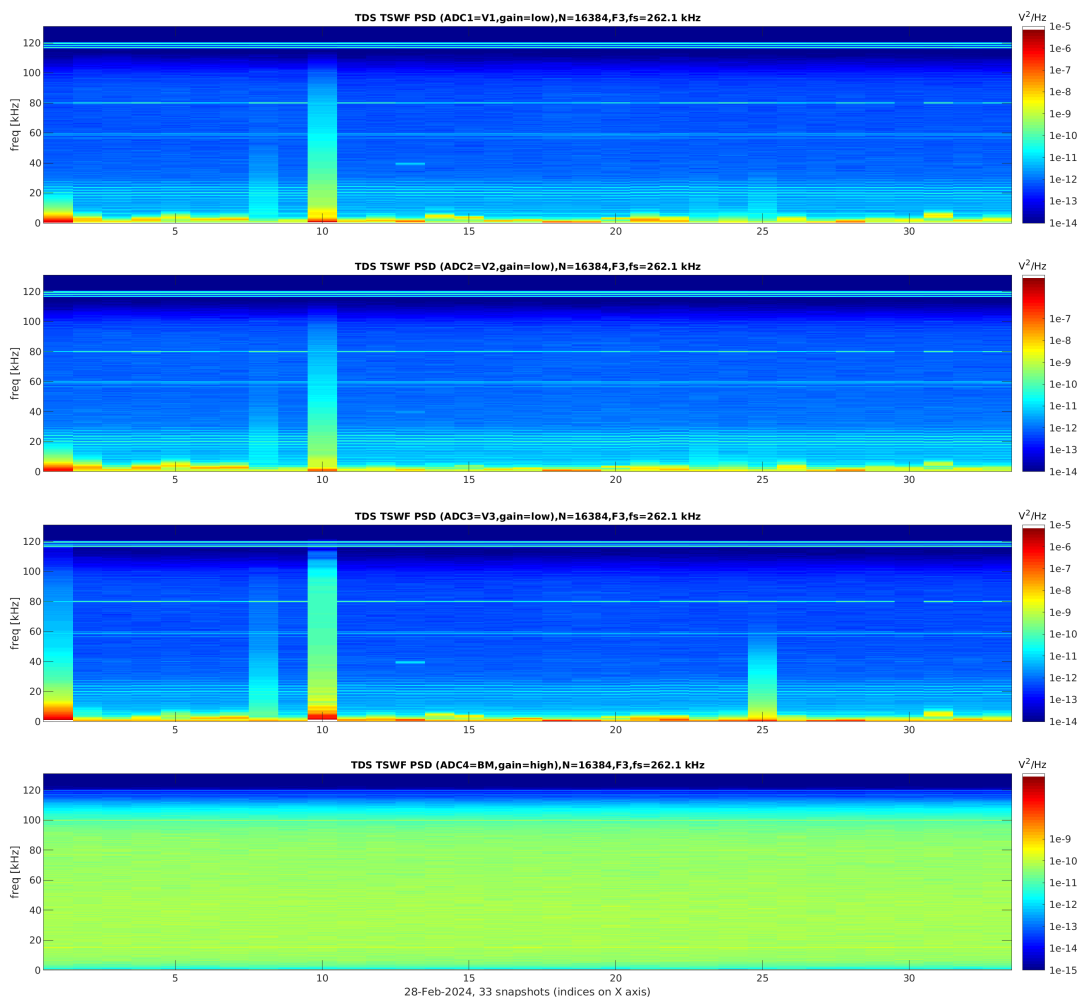 TDS TSWF PSD (ADC1=V1,gain=low),N=16384,F3,fs=262.1 kHz
V²/Hz
freq [kHz]
120
100
80
60
40
20
0
5
10
15
20
25
30
1e-5
1e-6
1e-7
1e-8
1e-9
1e-10
1e-11
1e-12
1e-13
1e-14
TDS TSWF PSD (ADC2=V2,gain=low),N=16384,F3,fs=262.1 kHz
V²/Hz
freq [kHz]
120
100
80
60
40
20
0
5
10
15
20
25
30
1e-7
1e-8
1e-9
1e-10
1e-11
1e-12
1e-13
1e-14
TDS TSWF PSD (ADC3=V3,gain=low),N=16384,F3,fs=262.1 kHz
V²/Hz
freq [kHz]
120
100
80
60
40
20
0
5
10
15
20
25
30
1e-5
1e-6
1e-7
1e-8
1e-9
1e-10
1e-11
1e-12
1e-13
1e-14
TDS TSWF PSD (ADC4=BM,gain=high),N=16384,F3,fs=262.1 kHz
V²/Hz
freq [kHz]
120
100
80
60
40
20
0
5
10
15
20
25
30
1e-9
1e-10
1e-11
1e-12
1e-13
1e-14
1e-15
28-Feb-2024, 33 snapshots (indices on X axis)